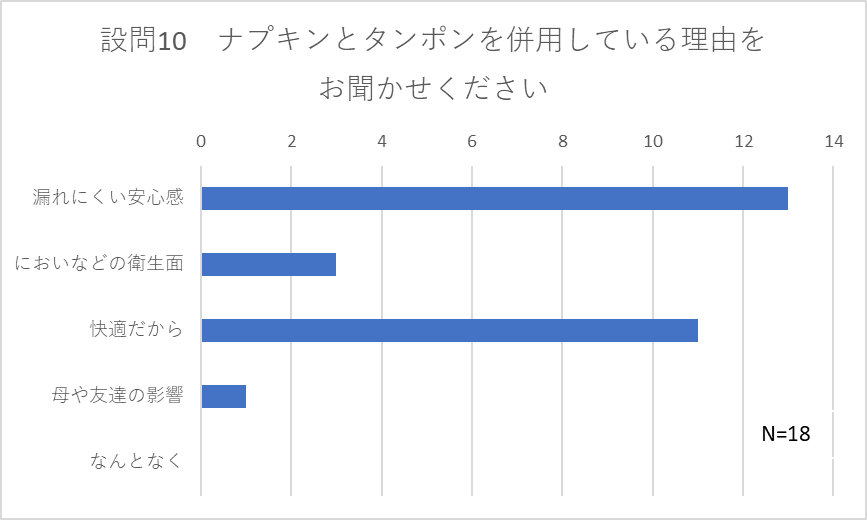 設問10　ナプキンとタンポンを併用している理由を
お聞かせください
0 2 4 6 8 10 12 14
漏れにくい安心感
においなどの衛生面
快適だから
母や友達の影響
N=18
なんとなく